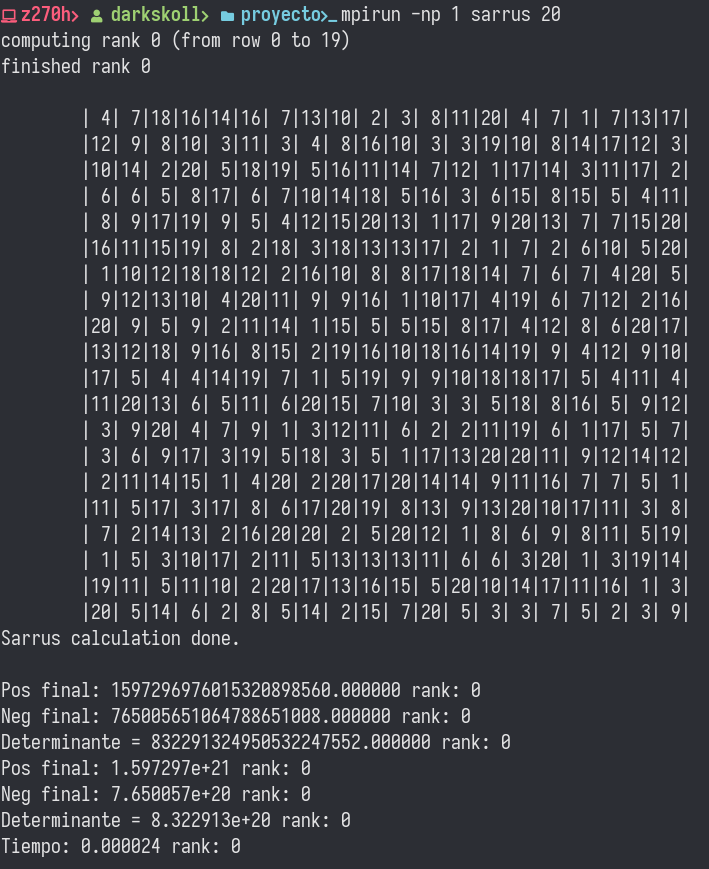 z270h> darkskoll> proyecto>_mpirun -np 1 sarrus 20
computing rank 0 (from row 0 to 19)
finished rank 0
| 4| 7|18|16|14|16| 7|13|10| 2| 3| 8|11|20| 4| 7| 1| 7|13|17|
|12| 9| 8|10| 3|11| 3| 4| 8|16|10| 3| 3|19|10| 8|14|17|12| 3|
|10|14| 2|20| 5|18|19| 5|16|11|14| 7|12| 1|17|14| 3|11|17| 2|
| 6| 6| 5| 8|17| 6| 7|10|14|18| 5|16| 3| 6|15| 8|15| 5| 4|11|
| 8| 9|17|19| 9| 5| 4|12|15|20|13| 1|17| 9|20|13| 7| 7|15|20|
|16|11|15|19| 8| 2|18| 3|18|13|13|17| 2| 1| 7| 2| 6|10| 5|20|
| 1|10|12|18|18|12| 2|16|10| 8| 8|17|18|14| 7| 6| 7| 4|20| 5|
| 9|12|13|10| 4|20|11| 9| 9|16| 1|10|17| 4|19| 6| 7|12| 2|16|
|20| 9| 5| 9| 2|11|14| 1|15| 5| 5|15| 8|17| 4|12| 8| 6|20|17|
|13|12|18| 9|16| 8|15| 2|19|16|10|18|16|14|19| 9| 4|12| 9|10|
|17| 5| 4| 4|14|19| 7| 1| 5|19| 9| 9|10|18|18|17| 5| 4|11| 4|
|11|20|13| 6| 5|11| 6|20|15| 7|10| 3| 3| 5|18| 8|16| 5| 9|12|
| 3| 9|20| 4| 7| 9| 1| 3|12|11| 6| 2| 2|11|19| 6| 1|17| 5| 7|
| 3| 6| 9|17| 3|19| 5|18| 3| 5| 1|17|13|20|20|11| 9|12|14|12|
| 2|11|14|15| 1| 4|20| 2|20|17|20|14|14| 9|11|16| 7| 7| 5| 1|
|11| 5|17| 3|17| 8| 6|17|20|19| 8|13| 9|13|20|10|17|11| 3| 8|
| 7| 2|14|13| 2|16|20|20| 2| 5|20|12| 1| 8| 6| 9| 8|11| 5|19|
| 1| 5| 3|10|17| 2|11| 5|13|13|13|11| 6| 6| 3|20| 1| 3|19|14|
|19|11| 5|11|10| 2|20|17|13|16|15| 5|20|10|14|17|11|16| 1| 3|
|20| 5|14| 6| 2| 8| 5|14| 2|15| 7|20| 5| 3| 3| 7| 5| 2| 3| 9|
Sarrus calculation done.
Pos final: 1597296976015320898560.000000 rank: 0
Neg final: 765005651064788651008.000000 rank: 0
Determinante = 832291324950532247552.000000 rank: 0
Pos final: 1.597297e+21 rank: 0
Neg final: 7.650057e+20 rank: 0
Determinante = 8.322913e+20 rank: 0
Tiempo: 0.000024 rank: 0